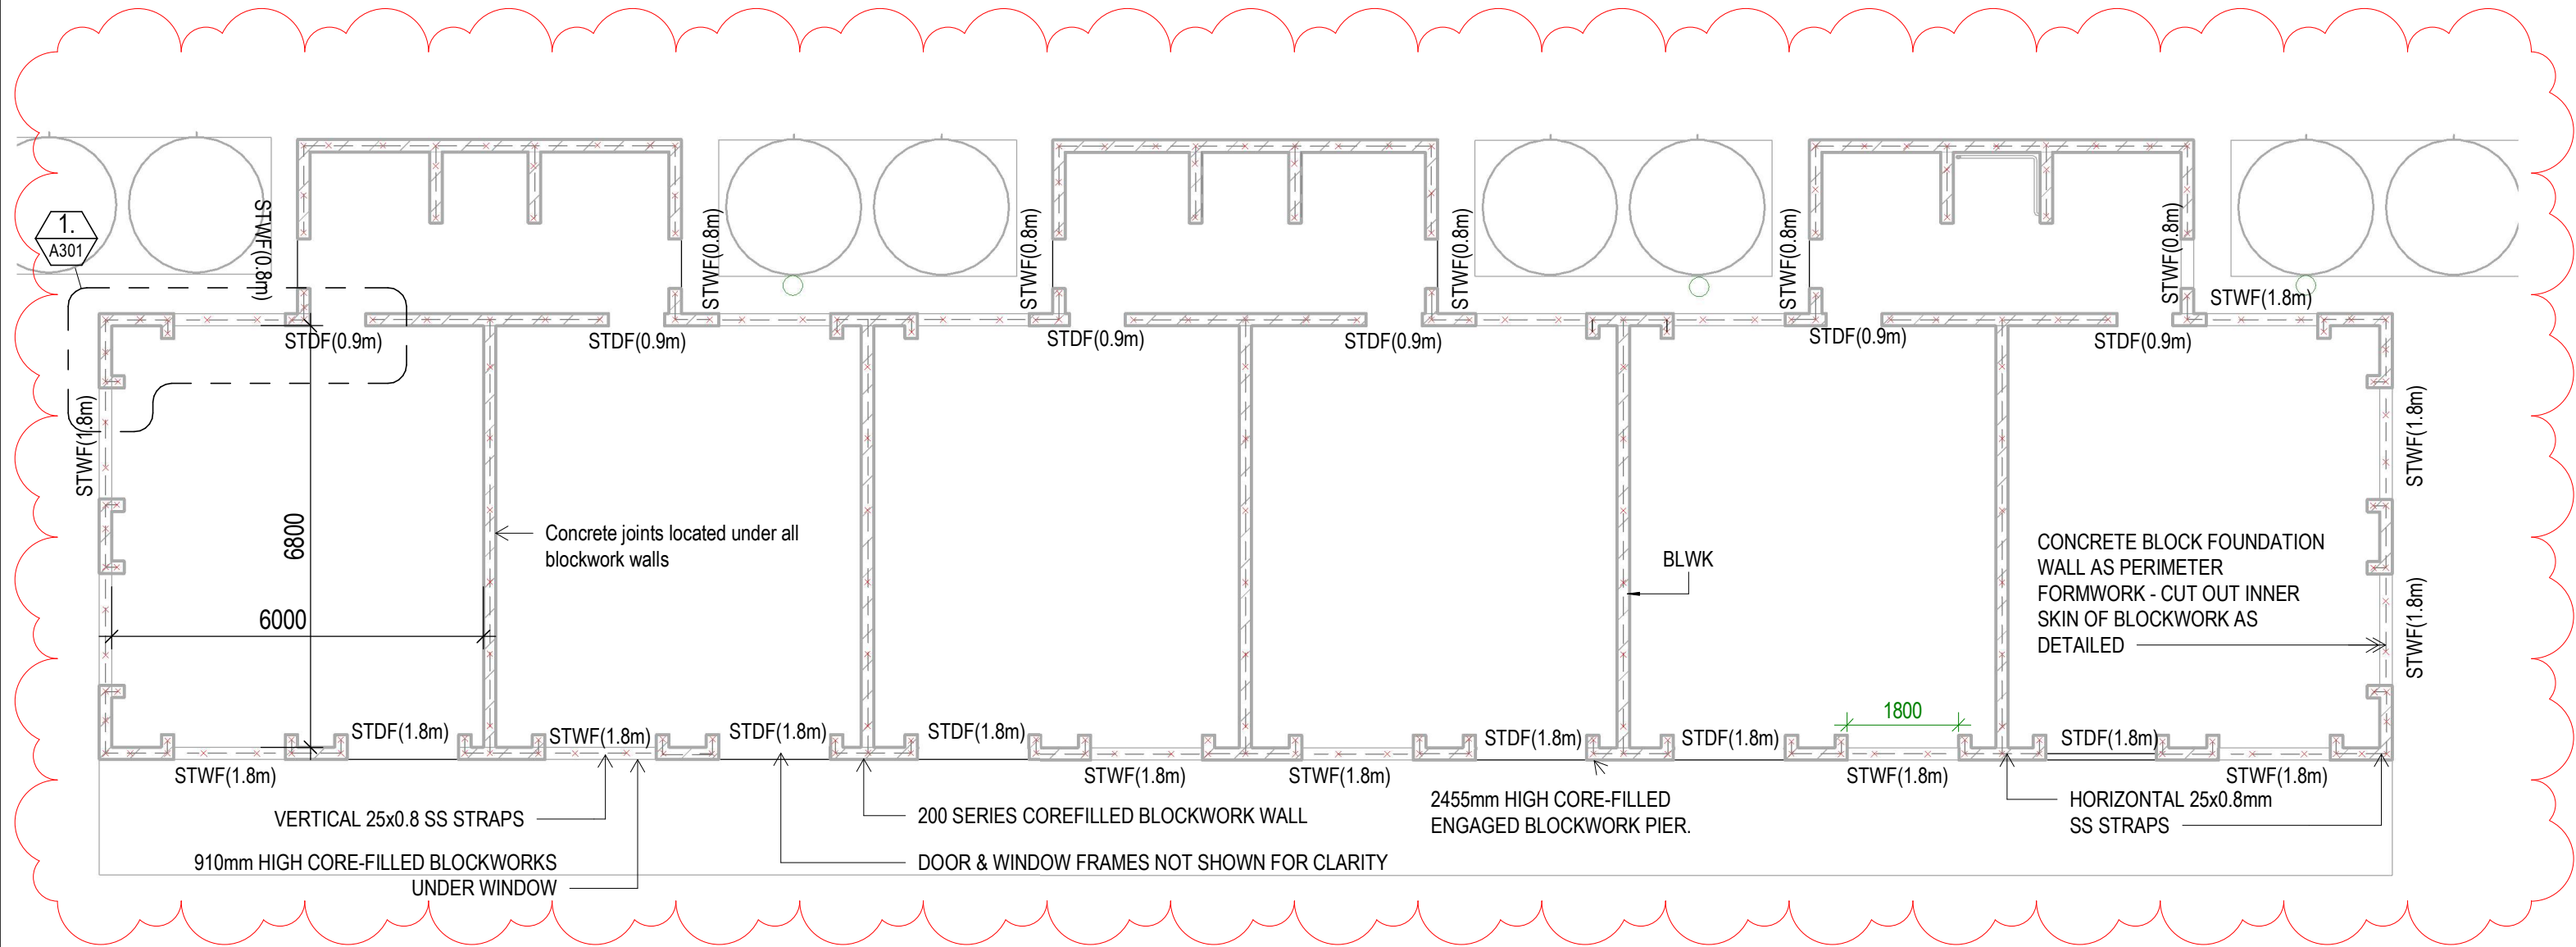 1.
A301
STWF(0.8m)
STWF(0.8m)
STWF(0.8m)
STWF(0.8m)
STWF(0.8m)
STWF(0.8m)
STWF(1.8m)
STDF(0.9m)
STDF(0.9m)
STDF(0.9m)
STDF(0.9m)
STDF(0.9m)
STDF(0.9m)
STWF(1.8m)
STWF(1.8m)
6800
6000
Concrete joints located under all
blockwork walls
BLWK
CONCRETE BLOCK FOUNDATION
WALL AS PERIMETER
FORMWORK - CUT OUT INNER
SKIN OF BLOCKWORK AS
DETAILED
STWF(1.8m)
1800
STDF(1.8m)
STWF(1.8m)
STDF(1.8m)
STDF(1.8m)
STDF(1.8m)
STDF(1.8m)
STDF(1.8m)
STWF(1.8m)
STWF(1.8m)
STWF(1.8m)
STWF(1.8m)
STWF(1.8m)
VERTICAL 25x0.8 SS STRAPS
200 SERIES COREFILLED BLOCKWORK WALL
2455mm HIGH CORE-FILLED
ENGAGED BLOCKWORK PIER.
HORIZONTAL 25x0.8mm
SS STRAPS
910mm HIGH CORE-FILLED BLOCKWORKS
UNDER WINDOW
DOOR & WINDOW FRAMES NOT SHOWN FOR CLARITY